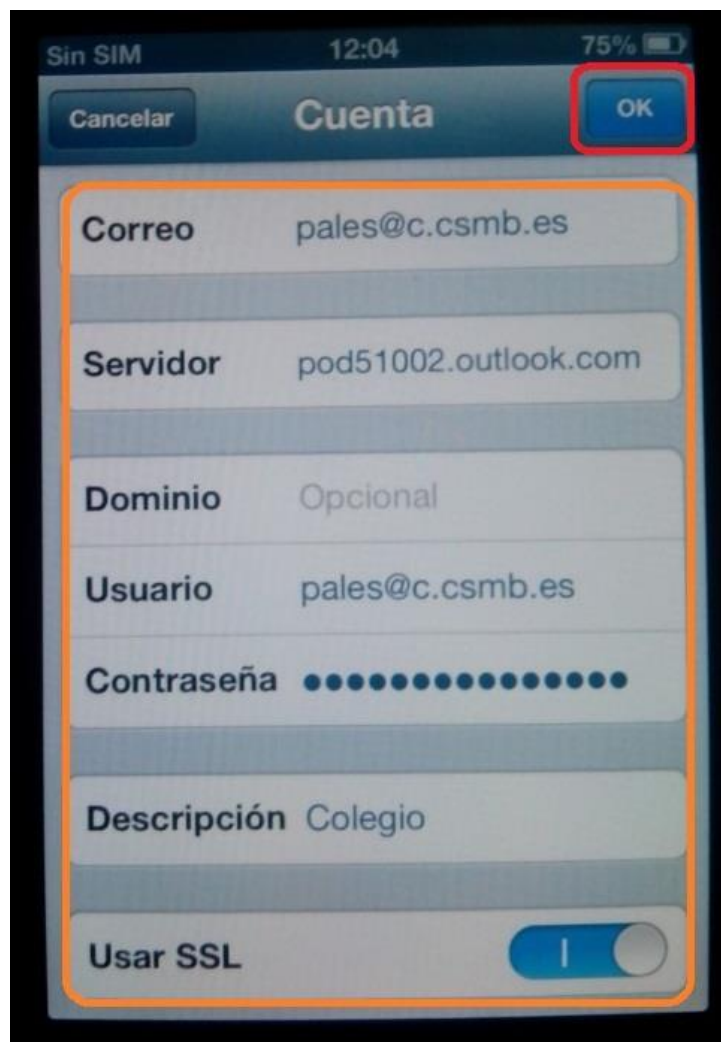 Sin SIM 12:04 75%
Cancelar Cuenta OK
Correo pales@c.csmb.es
Servidor pod51002.outlook.com
Dominio Opcional
Usuario pales@c.csmb.es
Contraseña ●●●●●●●●●●●●●●●
Descripción Colegio
Usar SSL